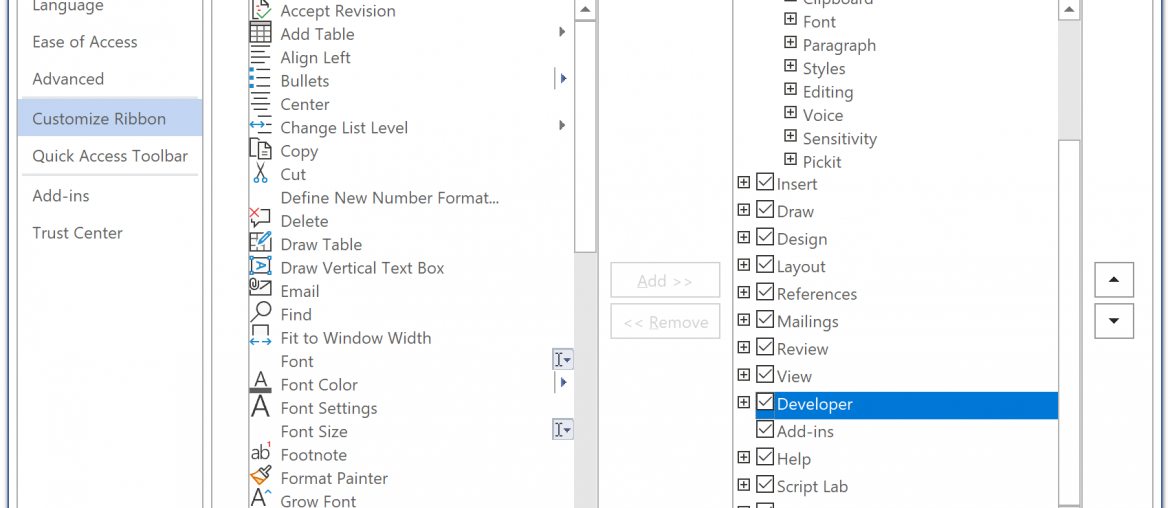 Language
Ease of Access
Advanced
Customize Ribbon
Quick Access Toolbar
Add-ins
Trust Center
Accept Revision
Add Table
Align Left
Bullets
Center
Change List Level
Copy
Cut
Define New Number Format...
Delete
Draw Table
Draw Vertical Text Box
Email
Find
Fit to Window Width
Font
Font Color
Font Settings
Font Size
Footnote
Format Painter
Grow Font
Add >>
<< Remove
Clipboard
Font
Paragraph
Styles
Editing
Voice
Sensitivity
Pickit
Insert
Draw
Design
Layout
References
Mailings
Review
View
Developer
Add-ins
Help
Script Lab